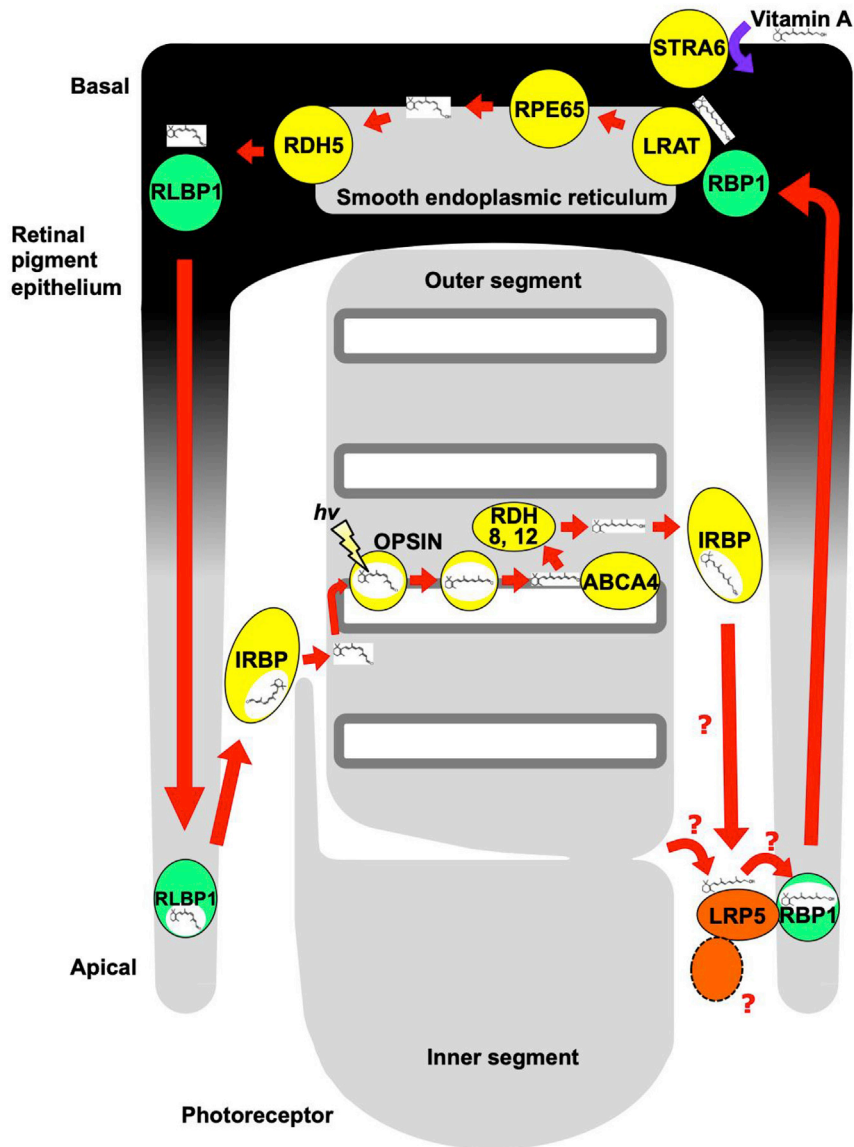 Vitamin A
STRA6
Basal
RPE65
RDH5
LRAT
RLBP1
RBP1
Smooth endoplasmic reticulum
Retinal
pigment
epithelium
Outer segment
hv
OPSIN
RDH
8, 12
IRBP
ABCA4
IRBP
?
?
?
RLBP1
LRP5
RBP1
Apical
?
Inner segment
Photoreceptor